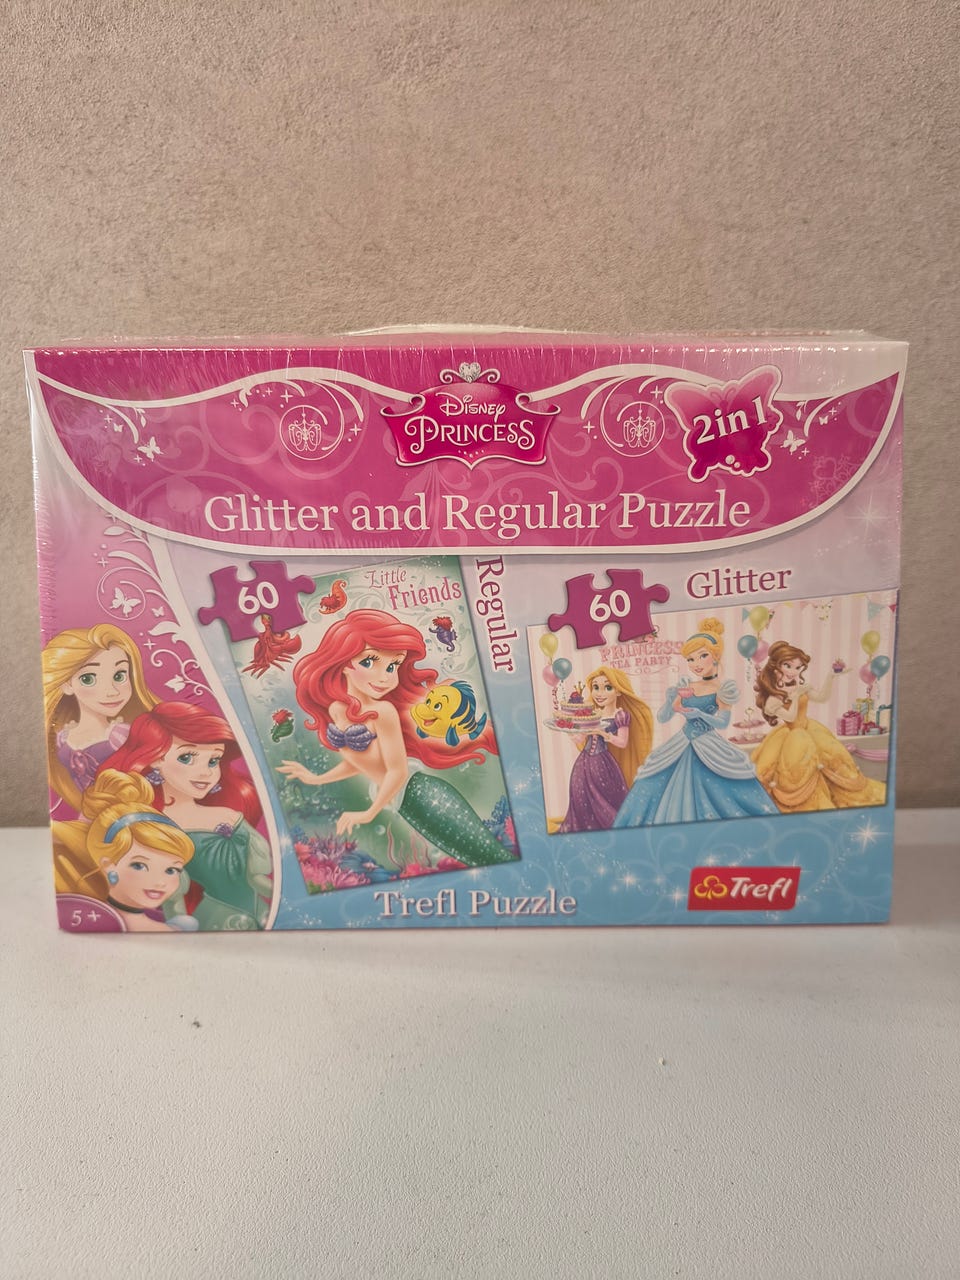 Disney
PRINCESS
2in1
Glitter and Regular Puzzle
60
Little
Friends
Regular
60
Glitter
PRINCESS
TEA PARTY
5+
Trefl Puzzle
Trefl